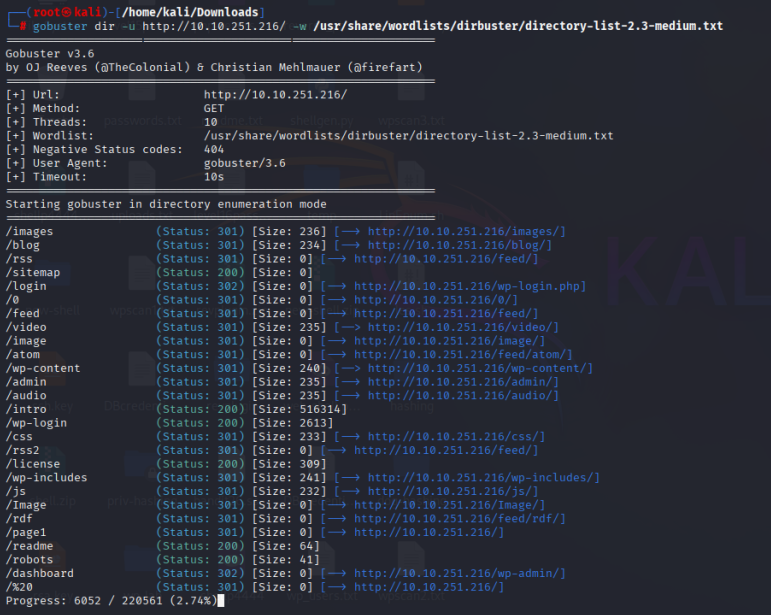 (root㉿kali)-[/home/kali/Downloads]
# gobuster dir -u http://10.10.251.216/ -w /usr/share/wordlists/dirbuster/directory-list-2.3-medium.txt
Gobuster v3.6
by OJ Reeves (@TheColonial) & Christian Mehlmauer (@firefart)
[+] Url:                     http://10.10.251.216/
[+] Method:                  GET
[+] Threads:                 10
[+] Wordlist:                /usr/share/wordlists/dirbuster/directory-list-2.3-medium.txt
[+] Negative Status codes:   404
[+] User Agent:              gobuster/3.6
[+] Timeout:                 10s
Starting gobuster in directory enumeration mode
/images               (Status: 301) [Size: 236] [--> http://10.10.251.216/images/]
/blog                 (Status: 301) [Size: 234] [--> http://10.10.251.216/blog/]
/rss                  (Status: 301) [Size: 0] [--> http://10.10.251.216/feed/]
/sitemap              (Status: 200) [Size: 0]
/login                (Status: 302) [Size: 0] [--> http://10.10.251.216/wp-login.php]
/0                    (Status: 301) [Size: 0] [--> http://10.10.251.216/0/]
/feed                 (Status: 301) [Size: 0] [--> http://10.10.251.216/feed/]
/video                (Status: 301) [Size: 235] [--> http://10.10.251.216/video/]
/image                (Status: 301) [Size: 0] [--> http://10.10.251.216/image/]
/atom                 (Status: 301) [Size: 0] [--> http://10.10.251.216/feed/atom/]
/wp-content           (Status: 301) [Size: 240] [--> http://10.10.251.216/wp-content/]
/admin                (Status: 301) [Size: 235] [--> http://10.10.251.216/admin/]
/audio                (Status: 301) [Size: 235] [--> http://10.10.251.216/audio/]
/intro                (Status: 200) [Size: 516314]
/wp-login             (Status: 200) [Size: 2613]
/css                  (Status: 301) [Size: 233] [--> http://10.10.251.216/css/]
/rss2                 (Status: 301) [Size: 0] [--> http://10.10.251.216/feed/]
/license              (Status: 200) [Size: 309]
/wp-includes          (Status: 301) [Size: 241] [--> http://10.10.251.216/wp-includes/]
/js                   (Status: 301) [Size: 232] [--> http://10.10.251.216/js/]
/Image                (Status: 301) [Size: 0] [--> http://10.10.251.216/Image/]
/rdf                  (Status: 301) [Size: 0] [--> http://10.10.251.216/feed/rdf/]
/page1                (Status: 301) [Size: 0] [--> http://10.10.251.216/]
/readme               (Status: 200) [Size: 64]
/robots               (Status: 200) [Size: 41]
/dashboard            (Status: 302) [Size: 0] [--> http://10.10.251.216/wp-admin/]
/%20                  (Status: 301) [Size: 0] [--> http://10.10.251.216/]
Progress: 6052 / 220561 (2.74%)